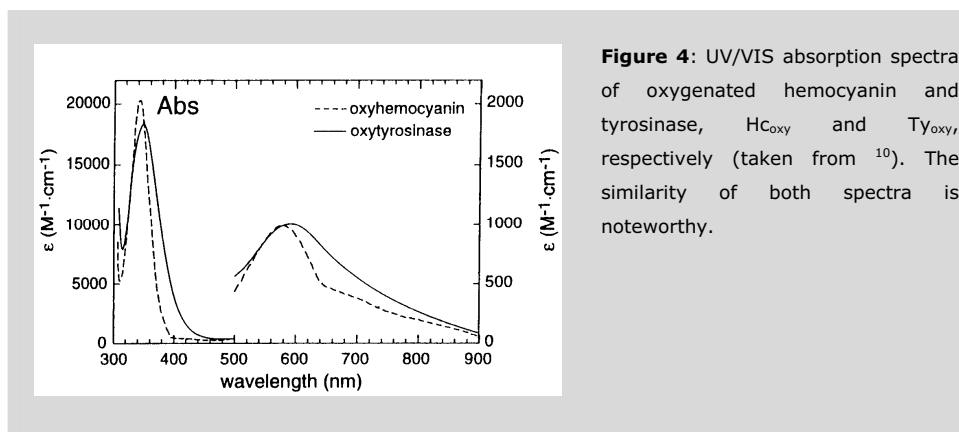 Abs
oxyhemocyanin
oxytyrosinase
20000
15000
10000
5000
0
ε (M-1·cm-1)
2000
1500
1000
500
0
ε (M-1·cm-1)
300 400 500 600 700 800 900
wavelength (nm)
Figure 4: UV/VIS absorption spectra
of oxygenated hemocyanin and
tyrosinase, Hcoxy and Tyoxy,
respectively (taken from 10). The
similarity of both spectra is
noteworthy.